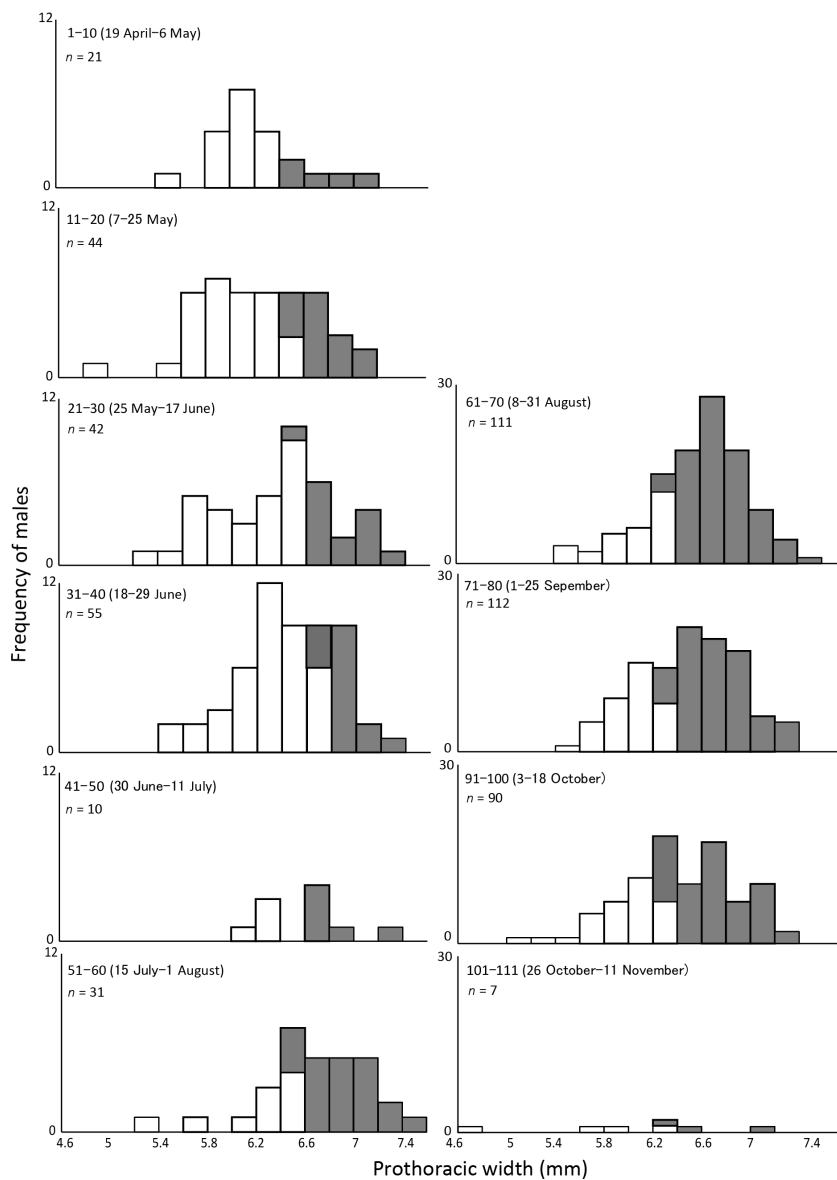 12
1−10 (19 April−6 May)
n = 21
0
12
11−20 (7−25 May)
n = 44
0
12
21−30 (25 May−17 June)
n = 42
0
12
31−40 (18−29 June)
n = 55
0
12
41−50 (30 June−11 July)
n = 10
0
12
51−60 (15 July−1 August)
n = 31
0
4.6 5 5.4 5.8 6.2 6.6 7 7.4
30
61−70 (8−31 August)
n = 111
0
30
71−80 (1−25 Sepember)
n = 112
0
30
91−100 (3−18 October)
n = 90
0
30
101−111 (26 October−11 November)
n = 7
0
4.6 5 5.4 5.8 6.2 6.6 7 7.4
Frequency of males
Prothoracic width (mm)